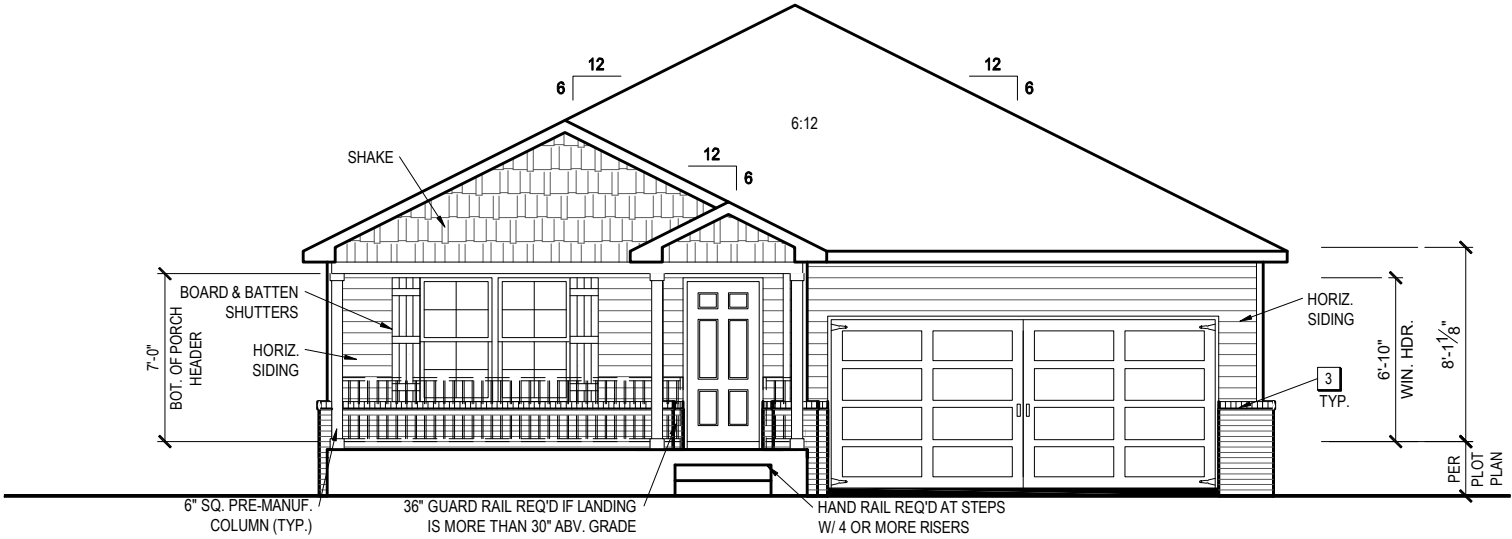 12
6
12
6
6:12
SHAKE
12
6
BOARD & BATTEN
SHUTTERS
HORIZ.
SIDING
7'-0"
BOT. OF PORCH
HEADER
HORIZ.
SIDING
3
TYP.
6'-10"
WIN. HDR.
8'-1 1/8"
PER
PLOT
PLAN
6" SQ. PRE-MANUF.
COLUMN (TYP.)
36" GUARD RAIL REQ'D IF LANDING
IS MORE THAN 30" ABV. GRADE
HAND RAIL REQ'D AT STEPS
W/ 4 OR MORE RISERS